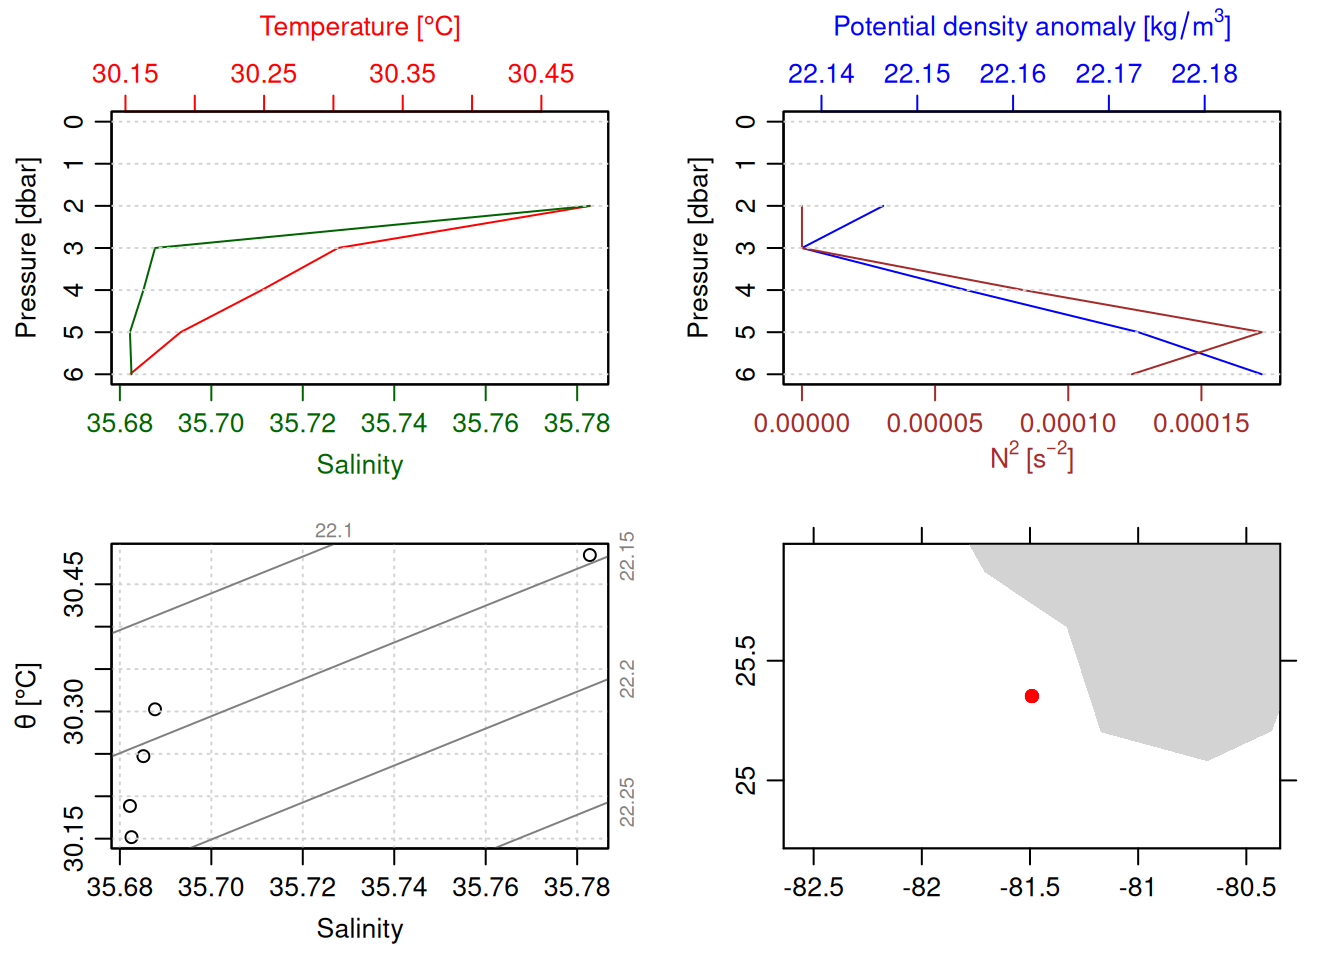 Temperature [°C]
30.15 30.25 30.35 30.45
Pressure [dbar]
0
1
2
3
4
5
6
35.68 35.70 35.72 35.74 35.76 35.78
Salinity
Potential density anomaly [kg/m³]
22.14 22.15 22.16 22.17 22.18
Pressure [dbar]
0
1
2
3
4
5
6
0.00000 0.00005 0.00010 0.00015
N² [s⁻²]
22.1
22.15
22.2
22.25
θ [°C]
30.45
30.30
30.15
35.68 35.70 35.72 35.74 35.76 35.78
Salinity
25.5
25
-82.5 -82 -81.5 -81 -80.5